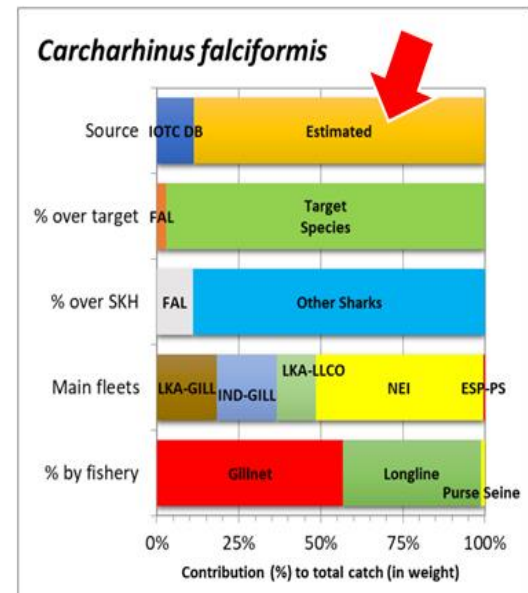 Carcharhinus falciformis
Source
IOTC DB
Estimated
% over target
FAL
Target
Species
% over SKH
FAL
Other Sharks
Main fleets
LKA-GILL
IND-GILL
LKA-LLCO
NEI
ESP-PS
% by fishery
Gillnet
Longline
Purse Seine
0% 25% 50% 75% 100%
Contribution (%) to total catch (in weight)